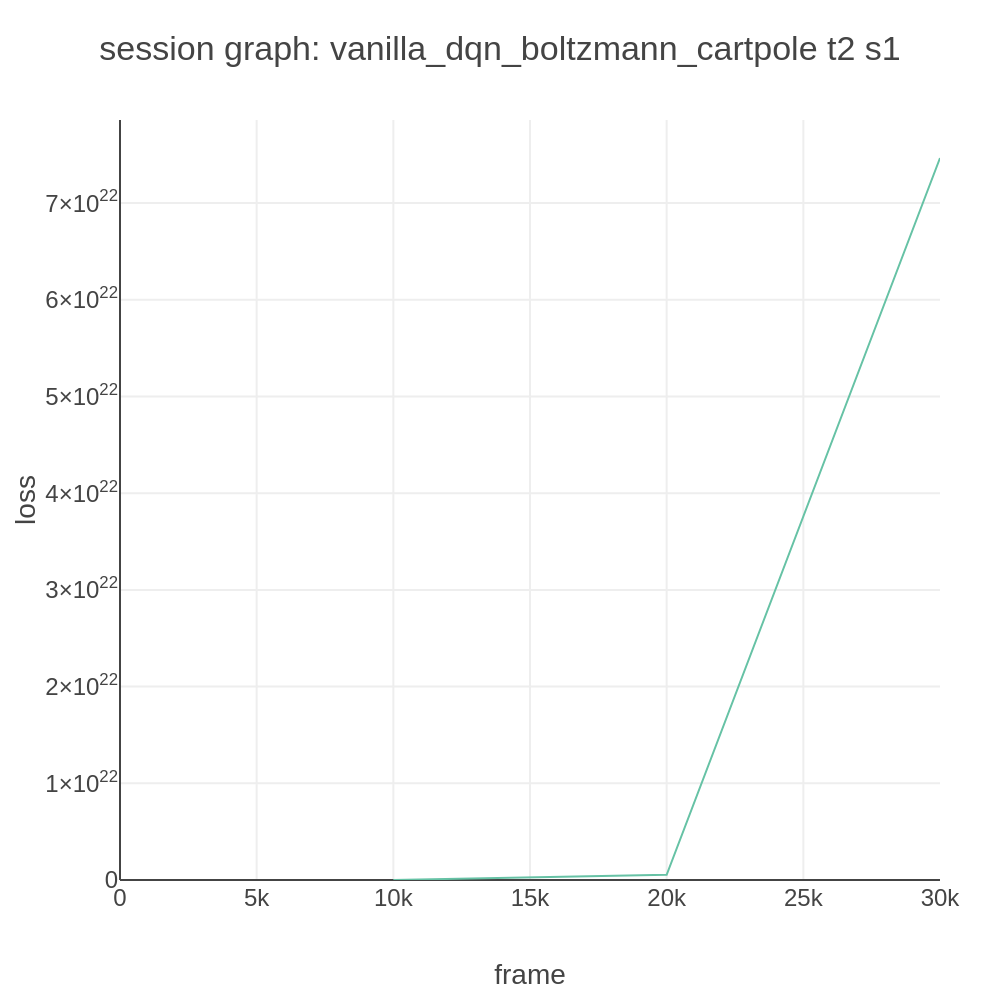 session graph: vanilla_dqn_boltzmann_cartpole t2 s1
7×10²²
6×10²²
5×10²²
4×10²²
3×10²²
2×10²²
1×10²²
0
loss
0 5k 10k 15k 20k 25k 30k
frame